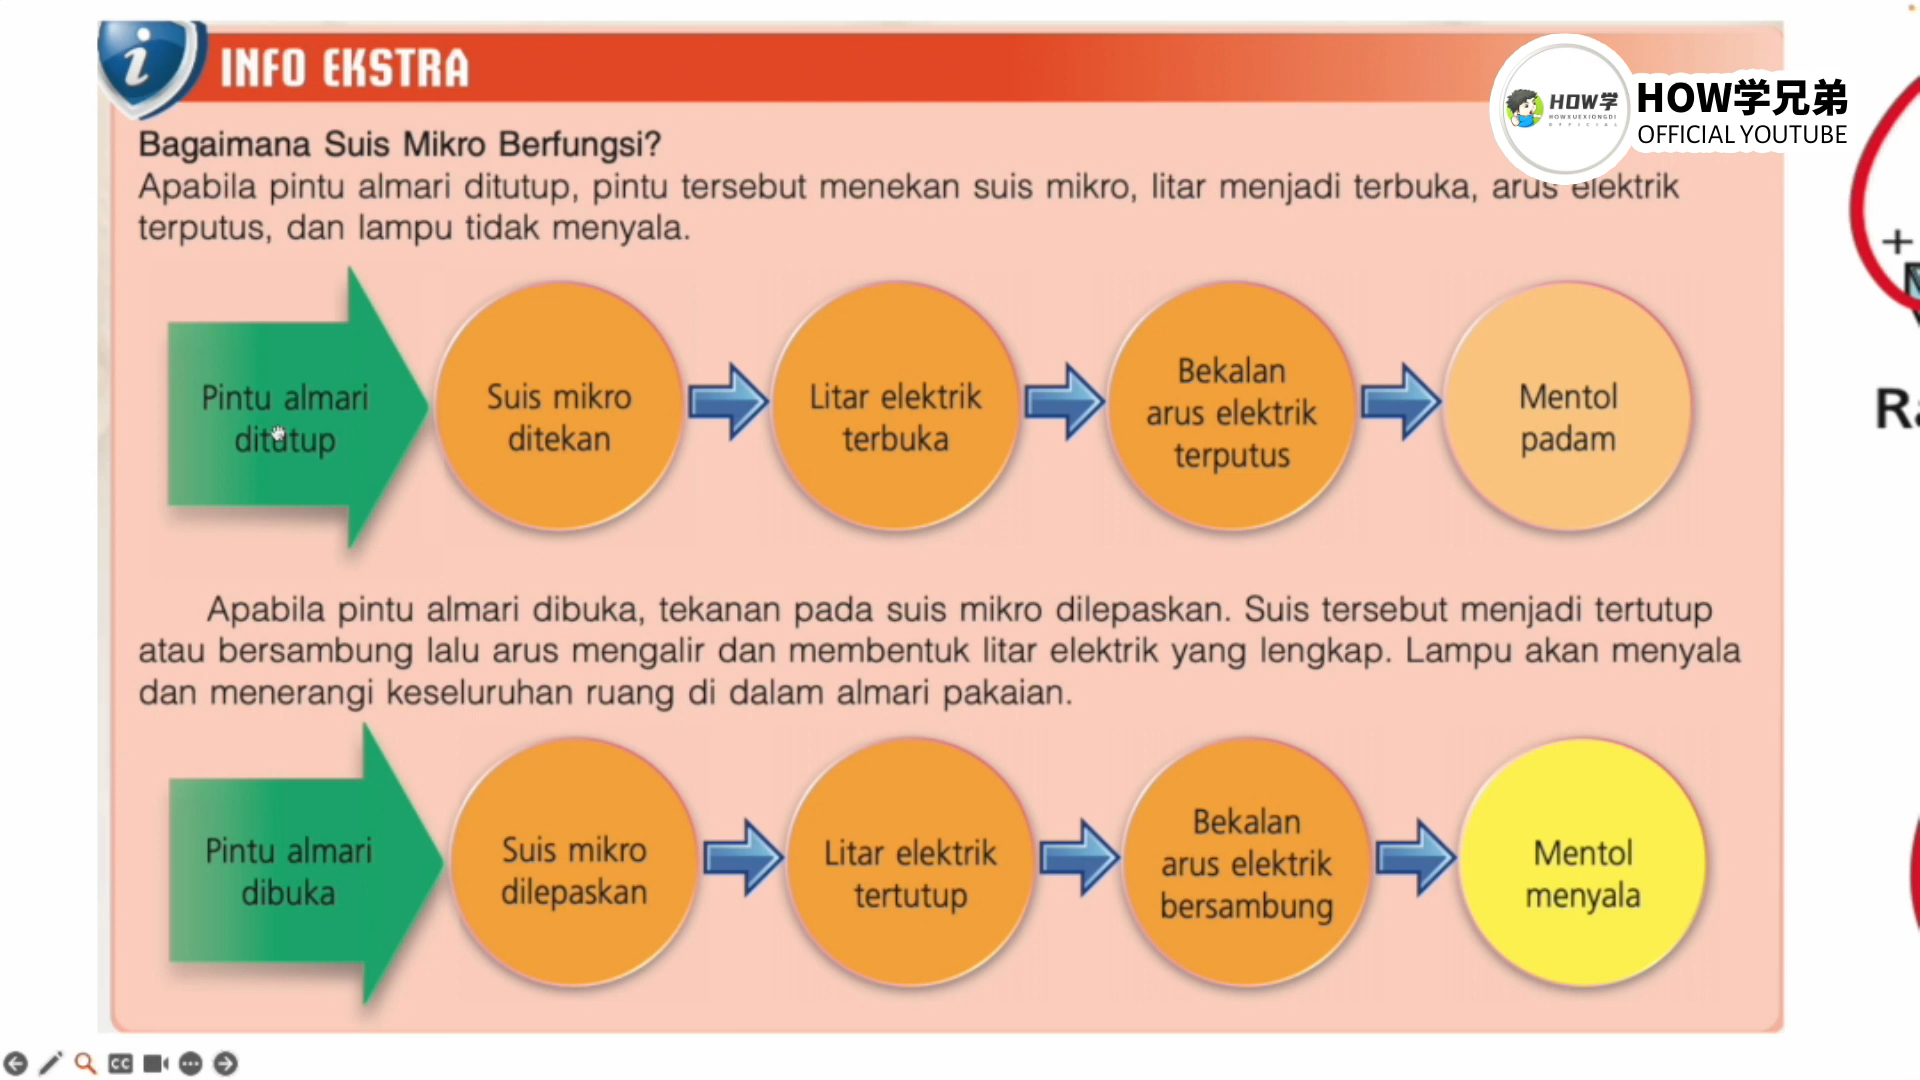 INFO EKSTRA
HOW学
HOWXUEXIONGDI
OFFICIAL
HOW学兄弟
OFFICIAL YOUTUBE
Bagaimana Suis Mikro Berfungsi?
Apabila pintu almari ditutup, pintu tersebut menekan suis mikro, litar menjadi terbuka, arus elektrik
terputus, dan lampu tidak menyala.
Pintu almari
ditutup
Suis mikro
ditekan
Litar elektrik
terbuka
Bekalan
arus elektrik
terputus
Mentol
padam
Apabila pintu almari dibuka, tekanan pada suis mikro dilepaskan. Suis tersebut menjadi tertutup
atau bersambung lalu arus mengalir dan membentuk litar elektrik yang lengkap. Lampu akan menyala
dan menerangi keseluruhan ruang di dalam almari pakaian.
Pintu almari
dibuka
Suis mikro
dilepaskan
Litar elektrik
tertutup
Bekalan
arus elektrik
bersambung
Mentol
menyala
+
CC